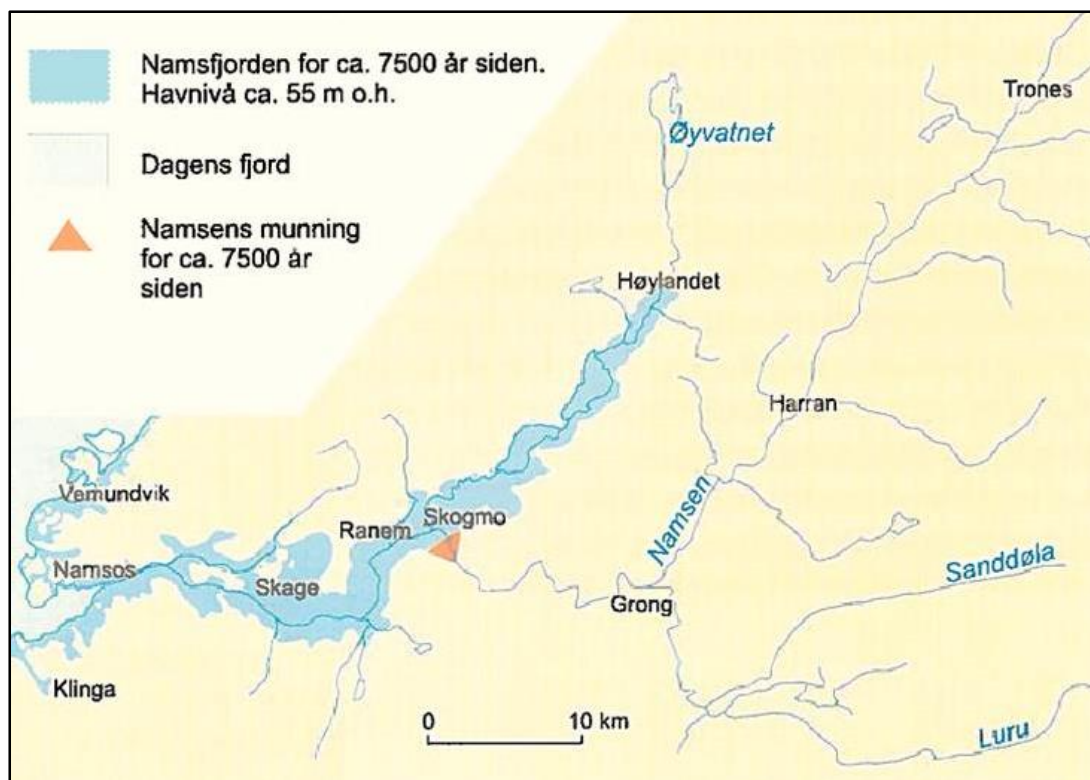 Namsfjorden for ca. 7500 år siden.
Havnivå ca. 55 m o.h.
Dagens fjord
Namsens munning
for ca. 7500 år
siden
Trones
Øyvatnet
Høylandet
Harran
Vemundvik
Ranem
Skogmo
Namsen
Namsos
Skage
Sanddøla
Grong
Klinga
0
10 km
Luru